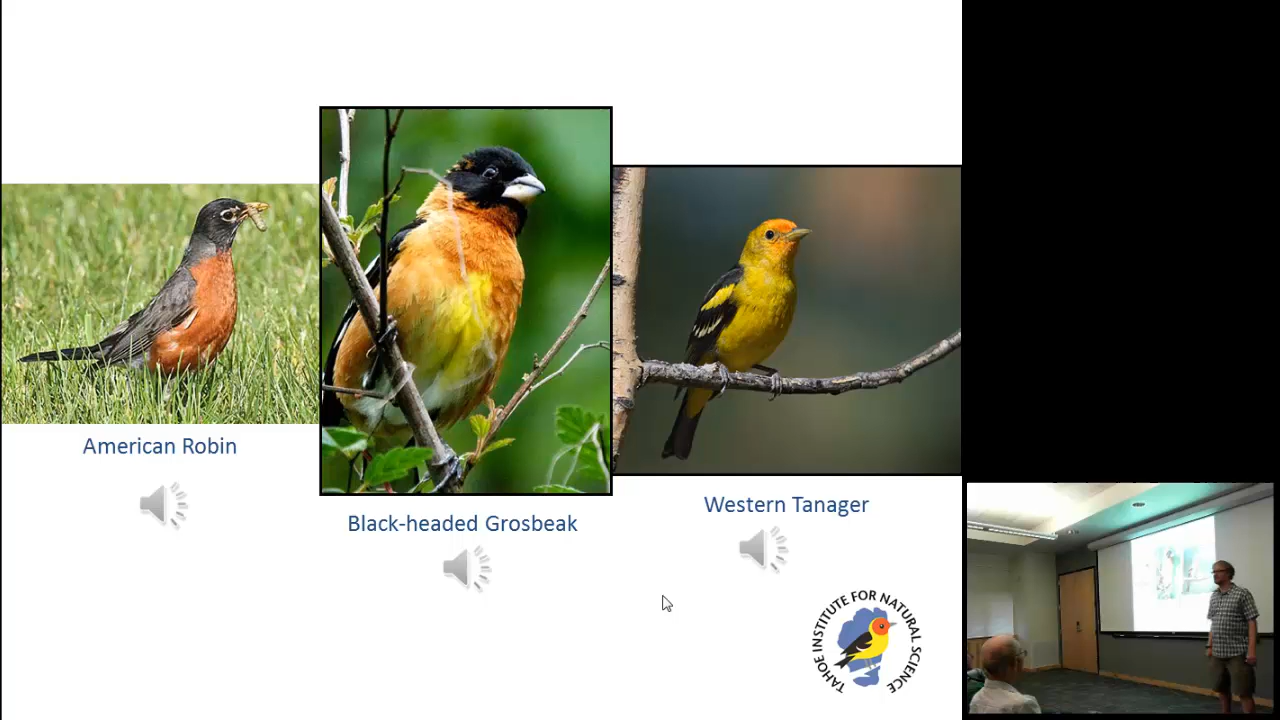 American Robin
Black-headed Grosbeak
Western Tanager
TAHOE INSTITUTE FOR NATURAL SCIENCE